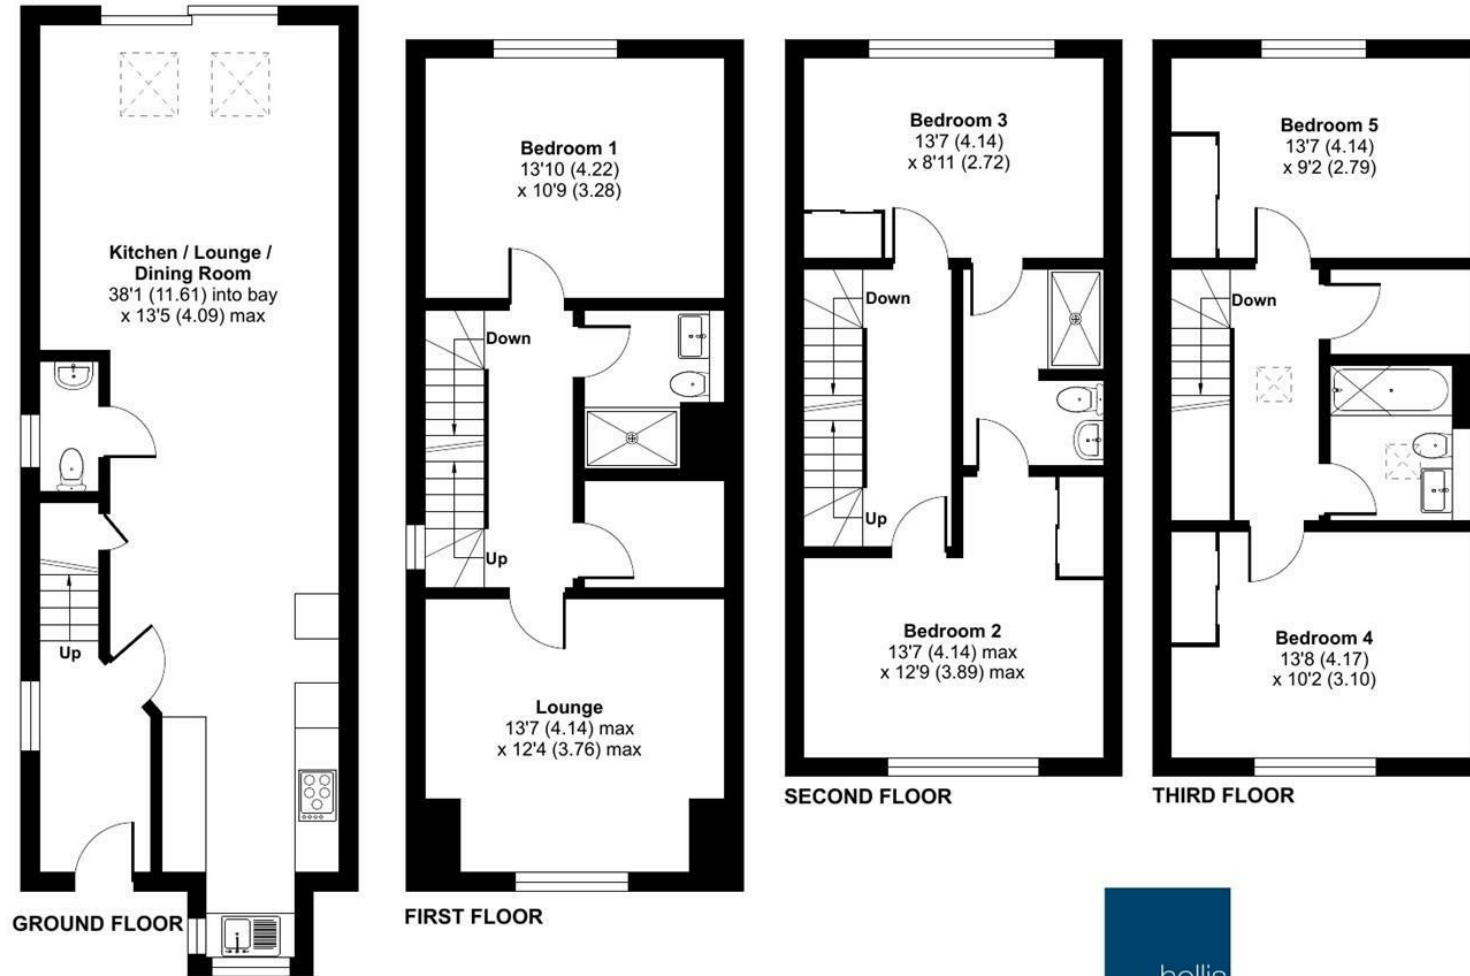 Kitchen / Lounge /
Dining Room
38'1 (11.61) into bay
x 13'5 (4.09) max
Up
GROUND FLOOR
Bedroom 1
13'10 (4.22)
x 10'9 (3.28)
Down
Up
Lounge
13'7 (4.14) max
x 12'4 (3.76) max
FIRST FLOOR
Bedroom 3
13'7 (4.14)
x 8'11 (2.72)
Down
Up
Bedroom 2
13'7 (4.14) max
x 12'9 (3.89) max
SECOND FLOOR
Bedroom 5
13'7 (4.14)
x 9'2 (2.79)
Down
Bedroom 4
13'8 (4.17)
x 10'2 (3.10)
THIRD FLOOR